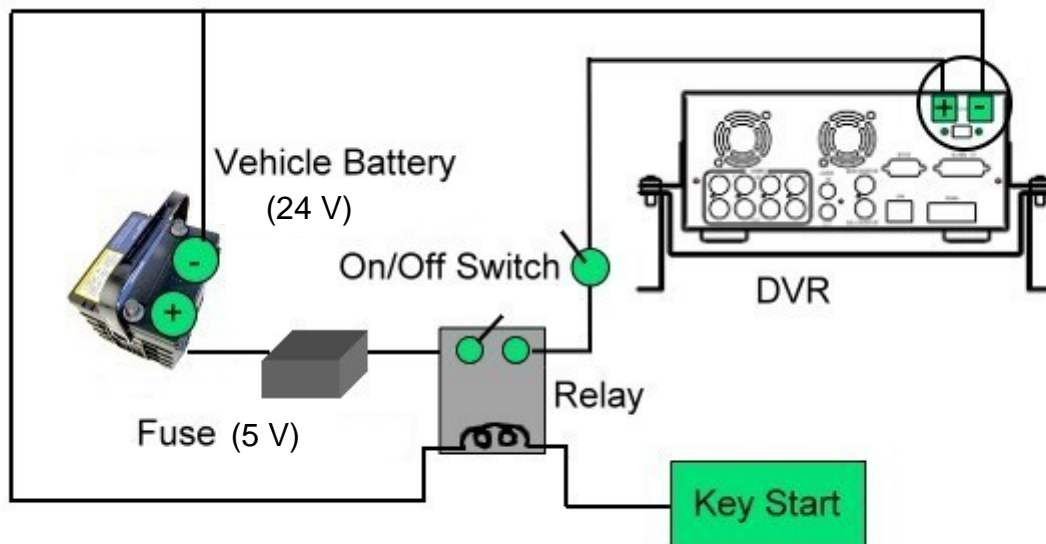 Vehicle Battery
(24 V)
-
+
On/Off Switch
+ -
DVR
Fuse (5 V)
Relay
Key Start